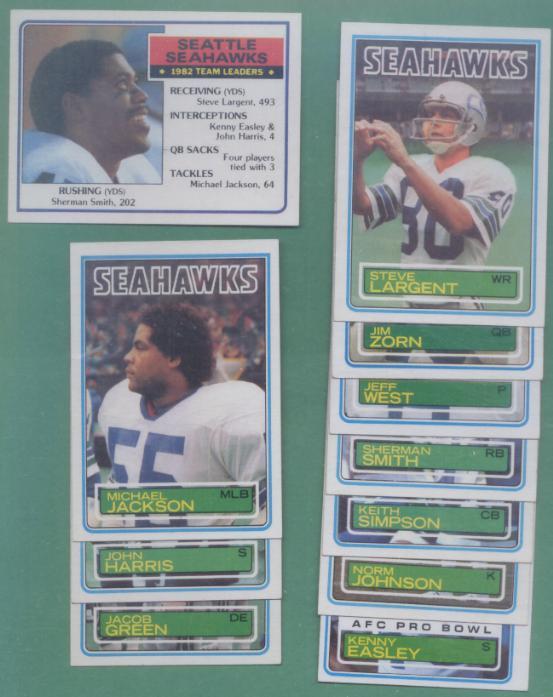 SEATTLE
SEAHAWKS
1982 TEAM LEADERS
RECEIVING (YDS)
Steve Largent, 493
INTERCEPTIONS
Kenny Easley &
John Harris, 4
QB SACKS
Four players
tied with 3
TACKLES
Michael Jackson, 64
RUSHING (YDS)
Sherman Smith, 202
SEAHAWKS
55
MICHAEL MLB
JACKSON
JOHN S
HARRIS
JACOB DE
GREEN
SEAHAWKS
80
80
STEVE WR
LARGENT
JIM QB
ZORN
JEFF P
WEST
SHERMAN RB
SMITH
KEITH CB
SIMPSON
NORM K
JOHNSON
AFC PRO BOWL
KENNY S
EASLEY